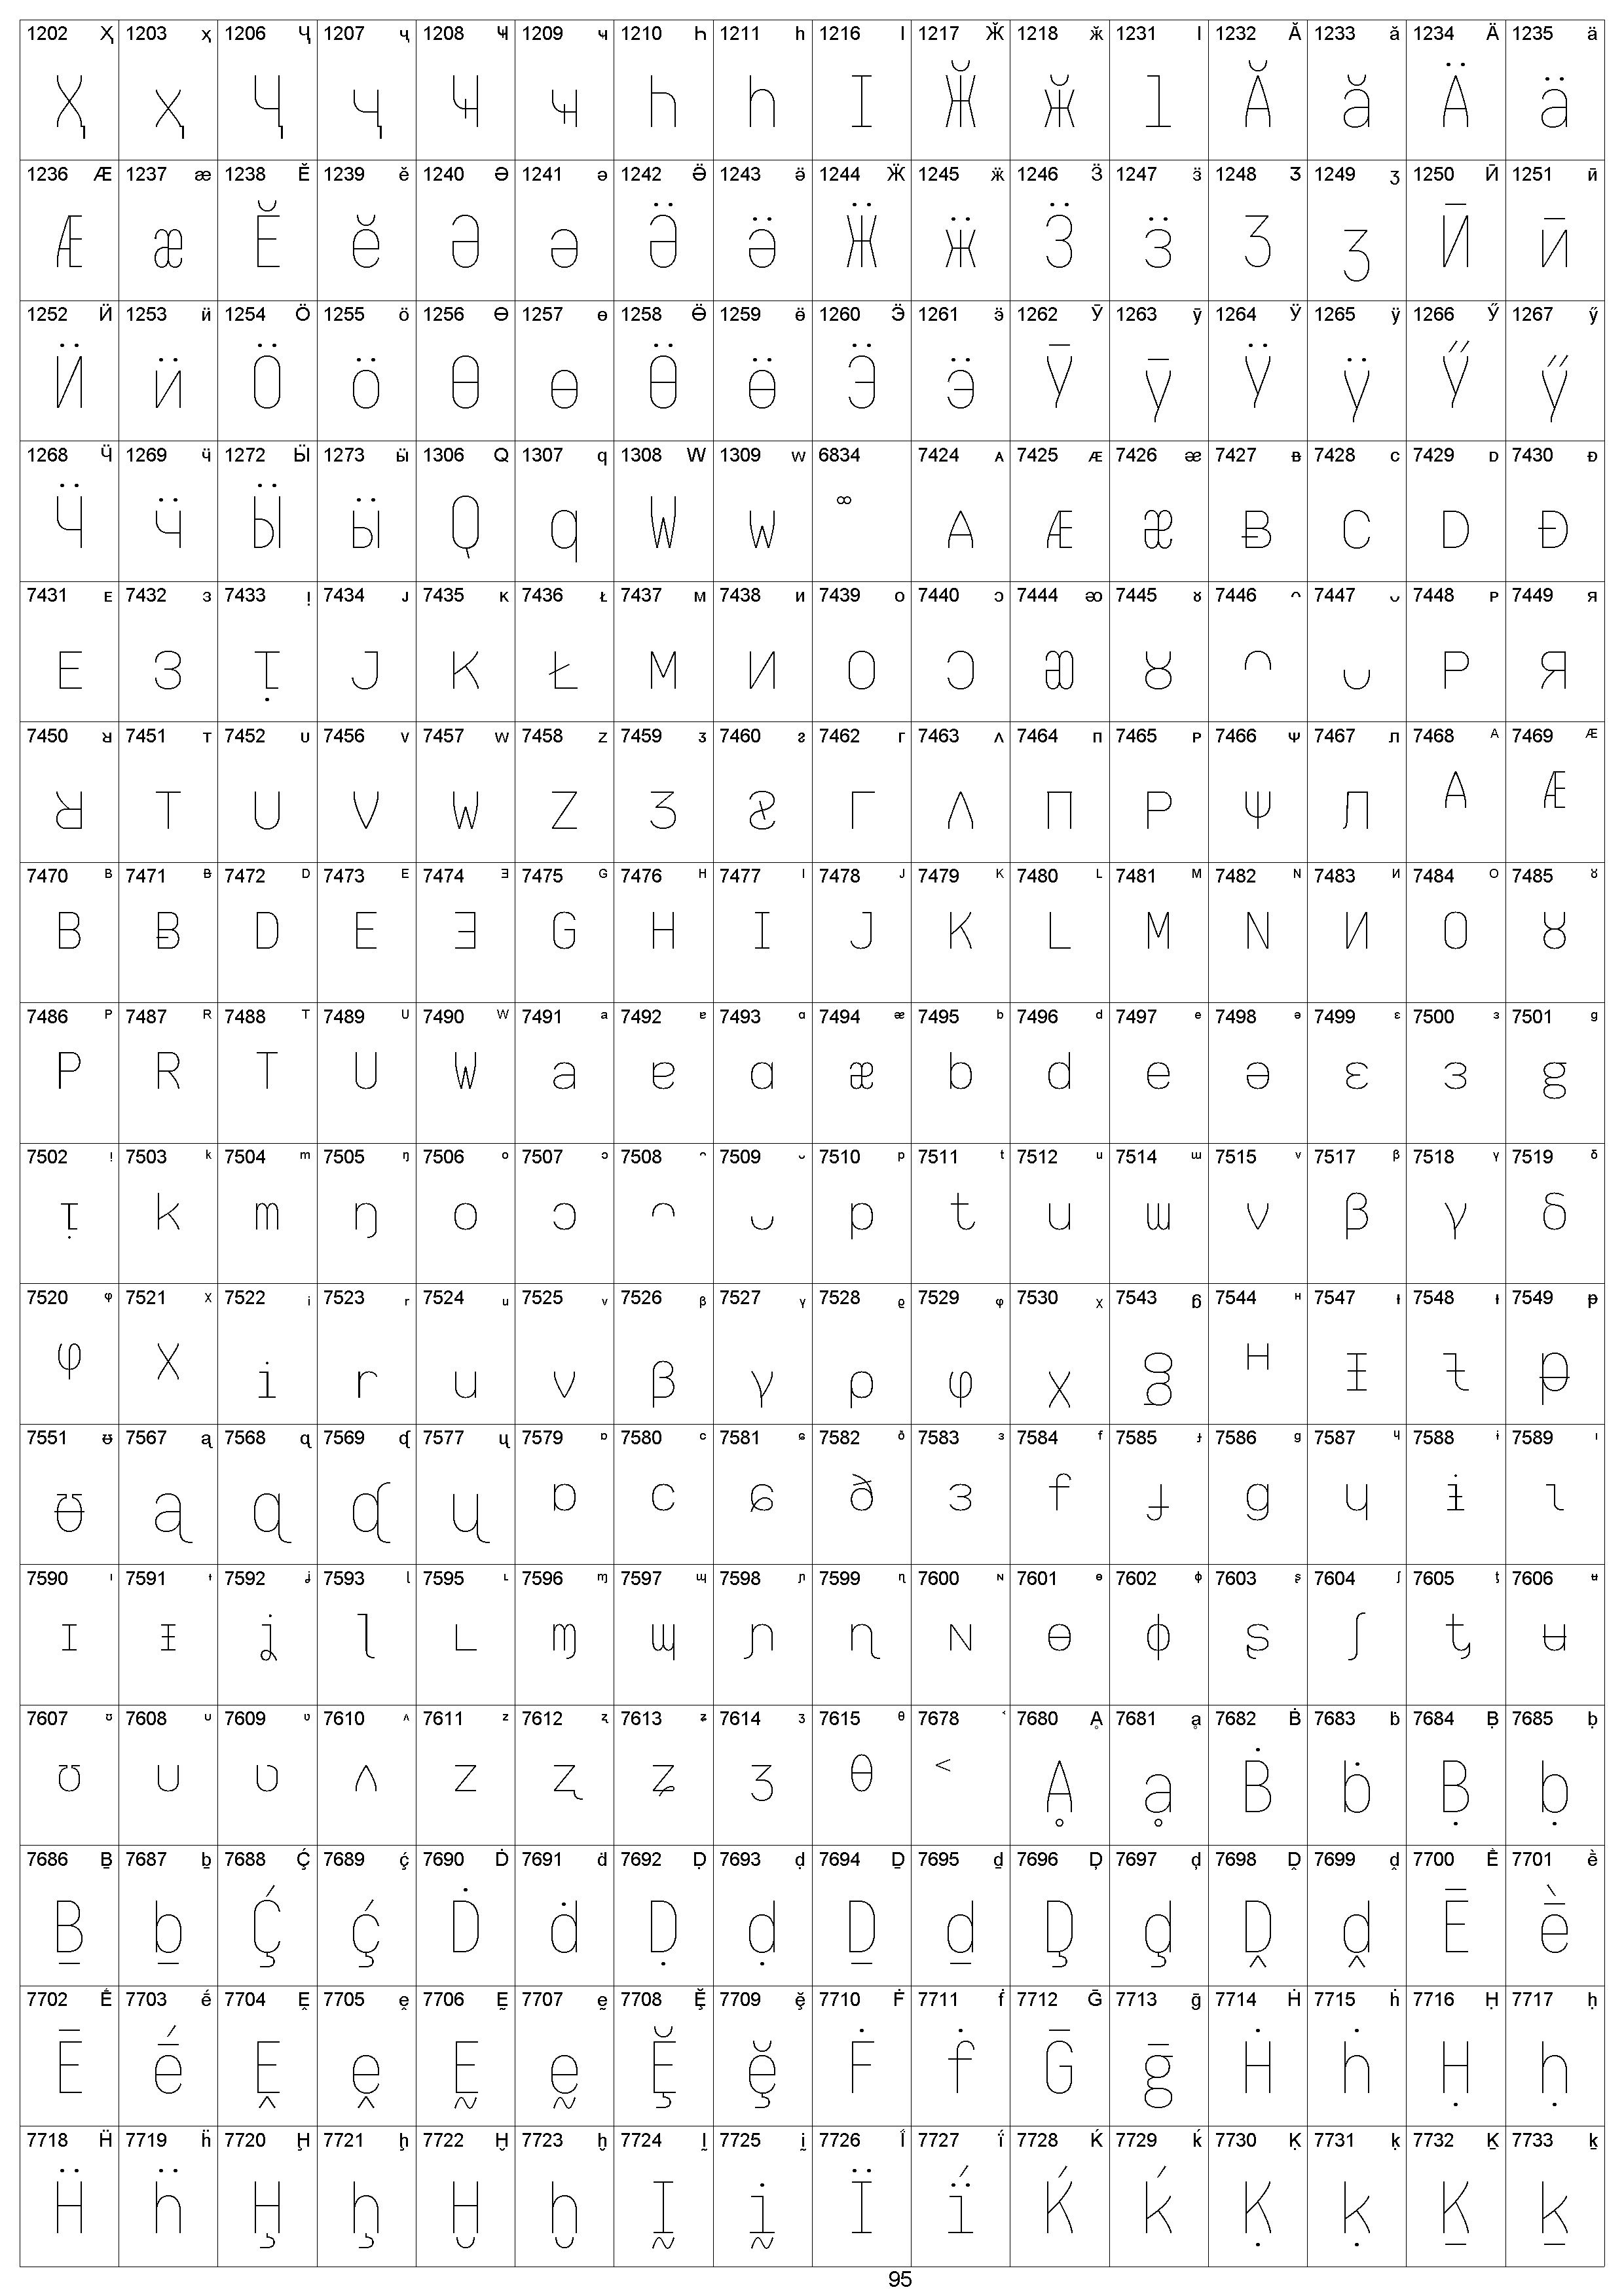 1202 Ҳ 1203 ҳ 1206 Ҷ 1207 ҷ 1208 Ҹ 1209 ҹ 1210 Һ 1211 һ 1216 Ӏ 1217 Ӂ 1218 ӂ 1231 ӏ 1232 Ӑ 1233 ӑ 1234 Ӓ 1235 ӓ
Ҳ ҳ Ҷ ҷ Ҹ ҹ Һ һ Ӏ Ӂ ӂ ӏ Ӑ ӑ Ӓ ӓ
1236 Ӕ 1237 ӕ 1238 Ӗ 1239 ӗ 1240 Ә 1241 ә 1242 Ӛ 1243 ӛ 1244 Ӝ 1245 ӝ 1246 Ӟ 1247 ӟ 1248 Ӡ 1249 ӡ 1250 Ӣ 1251 ӣ
Ӕ ӕ Ӗ ӗ Ә ә Ӛ ӛ Ӝ ӝ Ӟ ӟ Ӡ ӡ Ӣ ӣ
1252 Ӥ 1253 ӥ 1254 Ӧ 1255 ӧ 1256 Ө 1257 ө 1258 Ӫ 1259 ӫ 1260 Ӭ 1261 ӭ 1262 Ӯ 1263 ӯ 1264 Ӱ 1265 ӱ 1266 Ӳ 1267 ӳ
Ӥ ӥ Ӧ ӧ Ө ө Ӫ ӫ Ӭ ӭ Ӯ ӯ Ӱ ӱ Ӳ ӳ
1268 Ӵ 1269 ӵ 1272 Ӹ 1273 ӹ 1306 Ԛ 1307 ԛ 1308 Ԝ 1309 ԝ 6834 7424 ᴀ 7425 ᴁ 7426 ᴂ 7427 ᴃ 7428 ᴄ 7429 ᴅ 7430 ᴆ
Ӵ ӵ Ӹ ӹ Ԛ ԛ Ԝ ԝ ᪲ ᴀ ᴁ ᴂ ᴃ ᴄ ᴅ ᴆ
7431 ᴇ 7432 ᴈ 7433 ᴉ 7434 ᴊ 7435 ᴋ 7436 ᴌ 7437 ᴍ 7438 ᴎ 7439 ᴏ 7440 ᴐ 7444 ᴔ 7445 ᴕ 7446 ᴖ 7447 ᴗ 7448 ᴘ 7449 ᴙ
ᴇ ᴈ ᴉ ᴊ ᴋ ᴌ ᴍ ᴎ ᴏ ᴐ ᴔ ᴕ ᴖ ᴗ ᴘ ᴙ
7450 ᴚ 7451 ᴛ 7452 ᴜ 7456 ᴠ 7457 ᴡ 7458 ᴢ 7459 ᴣ 7460 ᴤ 7462 ᴦ 7463 ᴧ 7464 ᴨ 7465 ᴩ 7466 ᴪ 7467 ᴫ 7468 ᴬ 7469 ᴭ
ᴚ ᴛ ᴜ ᴠ ᴡ ᴢ ᴣ ᴤ ᴦ ᴧ ᴨ ᴩ ᴪ ᴫ ᴬ ᴭ
7470 ᴮ 7471 ᴯ 7472 ᴰ 7473 ᴱ 7474 ᴲ 7475 ᴳ 7476 ᴴ 7477 ᴵ 7478 ᴶ 7479 ᴷ 7480 ᴸ 7481 ᴹ 7482 ᴺ 7483 ᴻ 7484 ᴼ 7485 ᴽ
ᴮ ᴯ ᴰ ᴱ ᴲ ᴳ ᴴ ᴵ ᴶ ᴷ ᴸ ᴹ ᴺ ᴻ ᴼ ᴽ
7486 ᴾ 7487 ᴿ 7488 ᵀ 7489 ᵁ 7490 ᵂ 7491 ᵃ 7492 ᵄ 7493 ᵅ 7494 ᵆ 7495 ᵇ 7496 ᵈ 7497 ᵉ 7498 ᵊ 7499 ᵋ 7500 ᵌ 7501 ᵍ
ᴾ ᴿ ᵀ ᵁ ᵂ ᵃ ᵄ ᵅ ᵆ ᵇ ᵈ ᵉ ᵊ ᵋ ᵌ ᵍ
7502 ᵎ 7503 ᵏ 7504 ᵐ 7505 ᵑ 7506 ᵒ 7507 ᵓ 7508 ᵔ 7509 ᵕ 7510 ᵖ 7511 ᵗ 7512 ᵘ 7514 ᵚ 7515 ᵛ 7517 ᵝ 7518 ᵞ 7519 ᵟ
ᵎ ᵏ ᵐ ᵑ ᵒ ᵓ ᵔ ᵕ ᵖ ᵗ ᵘ ᵚ ᵛ ᵝ ᵞ ᵟ
7520 ᵠ 7521 ᵡ 7522 ᵢ 7523 ᵣ 7524 ᵤ 7525 ᵥ 7526 ᵦ 7527 ᵧ 7528 ᵨ 7529 ᵩ 7530 ᵪ 7543 ᵷ 7544 ᵸ 7547 ᵻ 7548 ᵼ 7549 ᵽ
ᵠ ᵡ ᵢ ᵣ ᵤ ᵥ ᵦ ᵧ ᵨ ᵩ ᵪ ᵷ ᵸ ᵻ ᵼ ᵽ
7551 ᵿ 7567 ᶏ 7568 ᶐ 7569 ᶑ 7577 ᶙ 7579 ᶛ 7580 ᶜ 7581 ᶝ 7582 ᶞ 7583 ᶟ 7584 ᶠ 7585 ᶡ 7586 ᶢ 7587 ᶣ 7588 ᶤ 7589 ᶥ
ᵿ ᶏ ᶐ ᶑ ᶙ ᶛ ᶜ ᶝ ᶞ ᶟ ᶠ ᶡ ᶢ ᶣ ᶤ ᶥ
7590 ᶦ 7591 ᶧ 7592 ᶨ 7593 ᶩ 7595 ᶫ 7596 ᶬ 7597 ᶭ 7598 ᶮ 7599 ᶯ 7600 ᶰ 7601 ᶱ 7602 ᶲ 7603 ᶳ 7604 ᶴ 7605 ᶵ 7606 ᶶ
ᶦ ᶧ ᶨ ᶩ ᶫ ᶬ ᶭ ᶮ ᶯ ᶰ ᶱ ᶲ ᶳ ᶴ ᶵ ᶶ
7607 ᶷ 7608 ᶸ 7609 ᶹ 7610 ᶺ 7611 ᶻ 7612 ᶼ 7613 ᶽ 7614 ᶾ 7615 ᶿ 7678 ᷾ 7680 Ḁ 7681 ḁ 7682 Ḃ 7683 ḃ 7684 Ḅ 7685 ḅ
ᶷ ᶸ ᶹ ᶺ ᶻ ᶼ ᶽ ᶾ ᶿ ᷾ Ḁ ḁ Ḃ ḃ Ḅ ḅ
7686 Ḇ 7687 ḇ 7688 Ḉ 7689 ḉ 7690 Ḋ 7691 ḋ 7692 Ḍ 7693 ḍ 7694 Ḏ 7695 ḏ 7696 Ḑ 7697 ḑ 7698 Ḓ 7699 ḓ 7700 Ḕ 7701 ḕ
Ḇ ḇ Ḉ ḉ Ḋ ḋ Ḍ ḍ Ḏ ḏ Ḑ ḑ Ḓ ḓ Ē ḕ
7702 Ḗ 7703 ḗ 7704 Ḙ 7705 ḙ 7706 Ḛ 7707 ḛ 7708 Ḝ 7709 ḝ 7710 Ḟ 7711 ḟ 7712 Ḡ 7713 ḡ 7714 Ḣ 7715 ḣ 7716 Ḥ 7717 ḥ
Ē ḗ Ḙ ḙ Ḛ ḛ Ḝ ḝ Ḟ ḟ Ḡ ḡ Ḣ ḣ Ḥ ḥ
7718 Ḧ 7719 ḧ 7720 Ḩ 7721 ḩ 7722 Ḫ 7723 ḫ 7724 Ḭ 7725 ḭ 7726 Ḯ 7727 ḯ 7728 Ḱ 7729 ḱ 7730 Ḳ 7731 ḳ 7732 Ḵ 7733 ḵ
Ḧ ḧ Ḩ ḩ Ḫ ḫ Ḭ ḭ Ï ḯ Ḱ ḱ Ḳ ḳ Ḵ ḵ
95